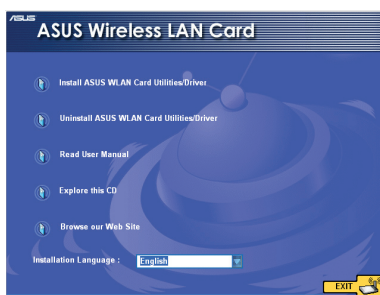 ASUS
ASUS Wireless LAN Card
Install ASUS WLAN Card Utilities/Driver
Uninstall ASUS WLAN Card Utilities/Driver
Read User Manual
Explore this CD
Browse our Web Site
Installation Language : English
EXIT